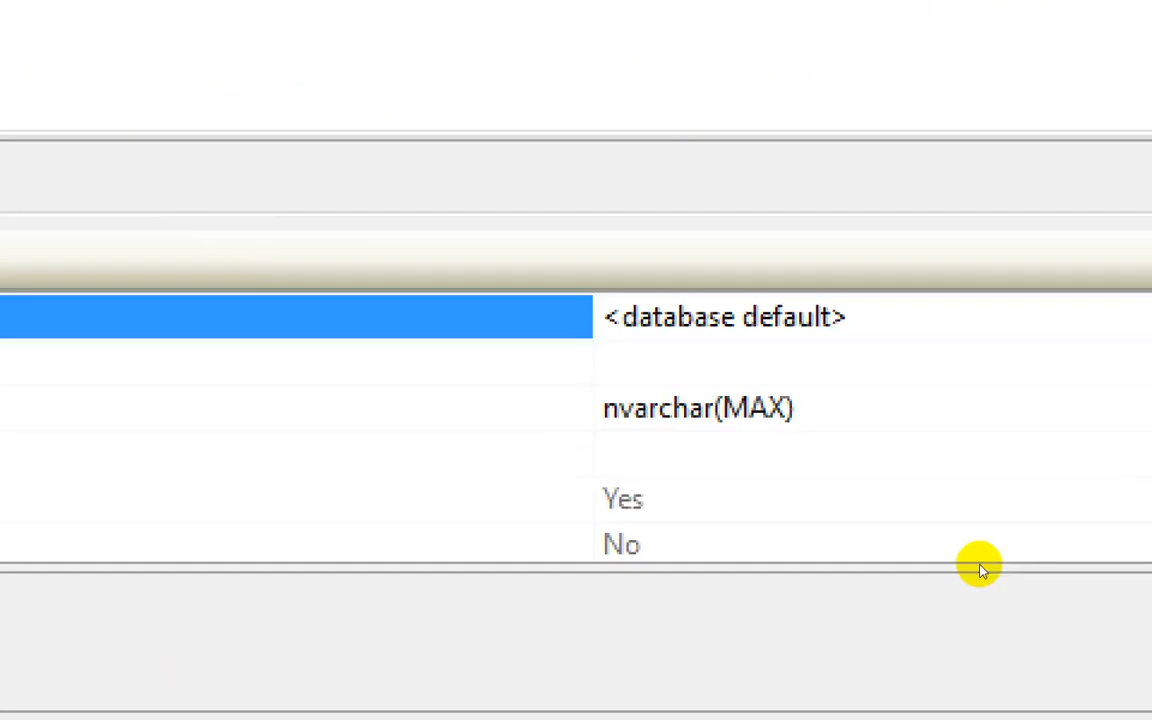 <database default>
nvarchar(MAX)
Yes
No